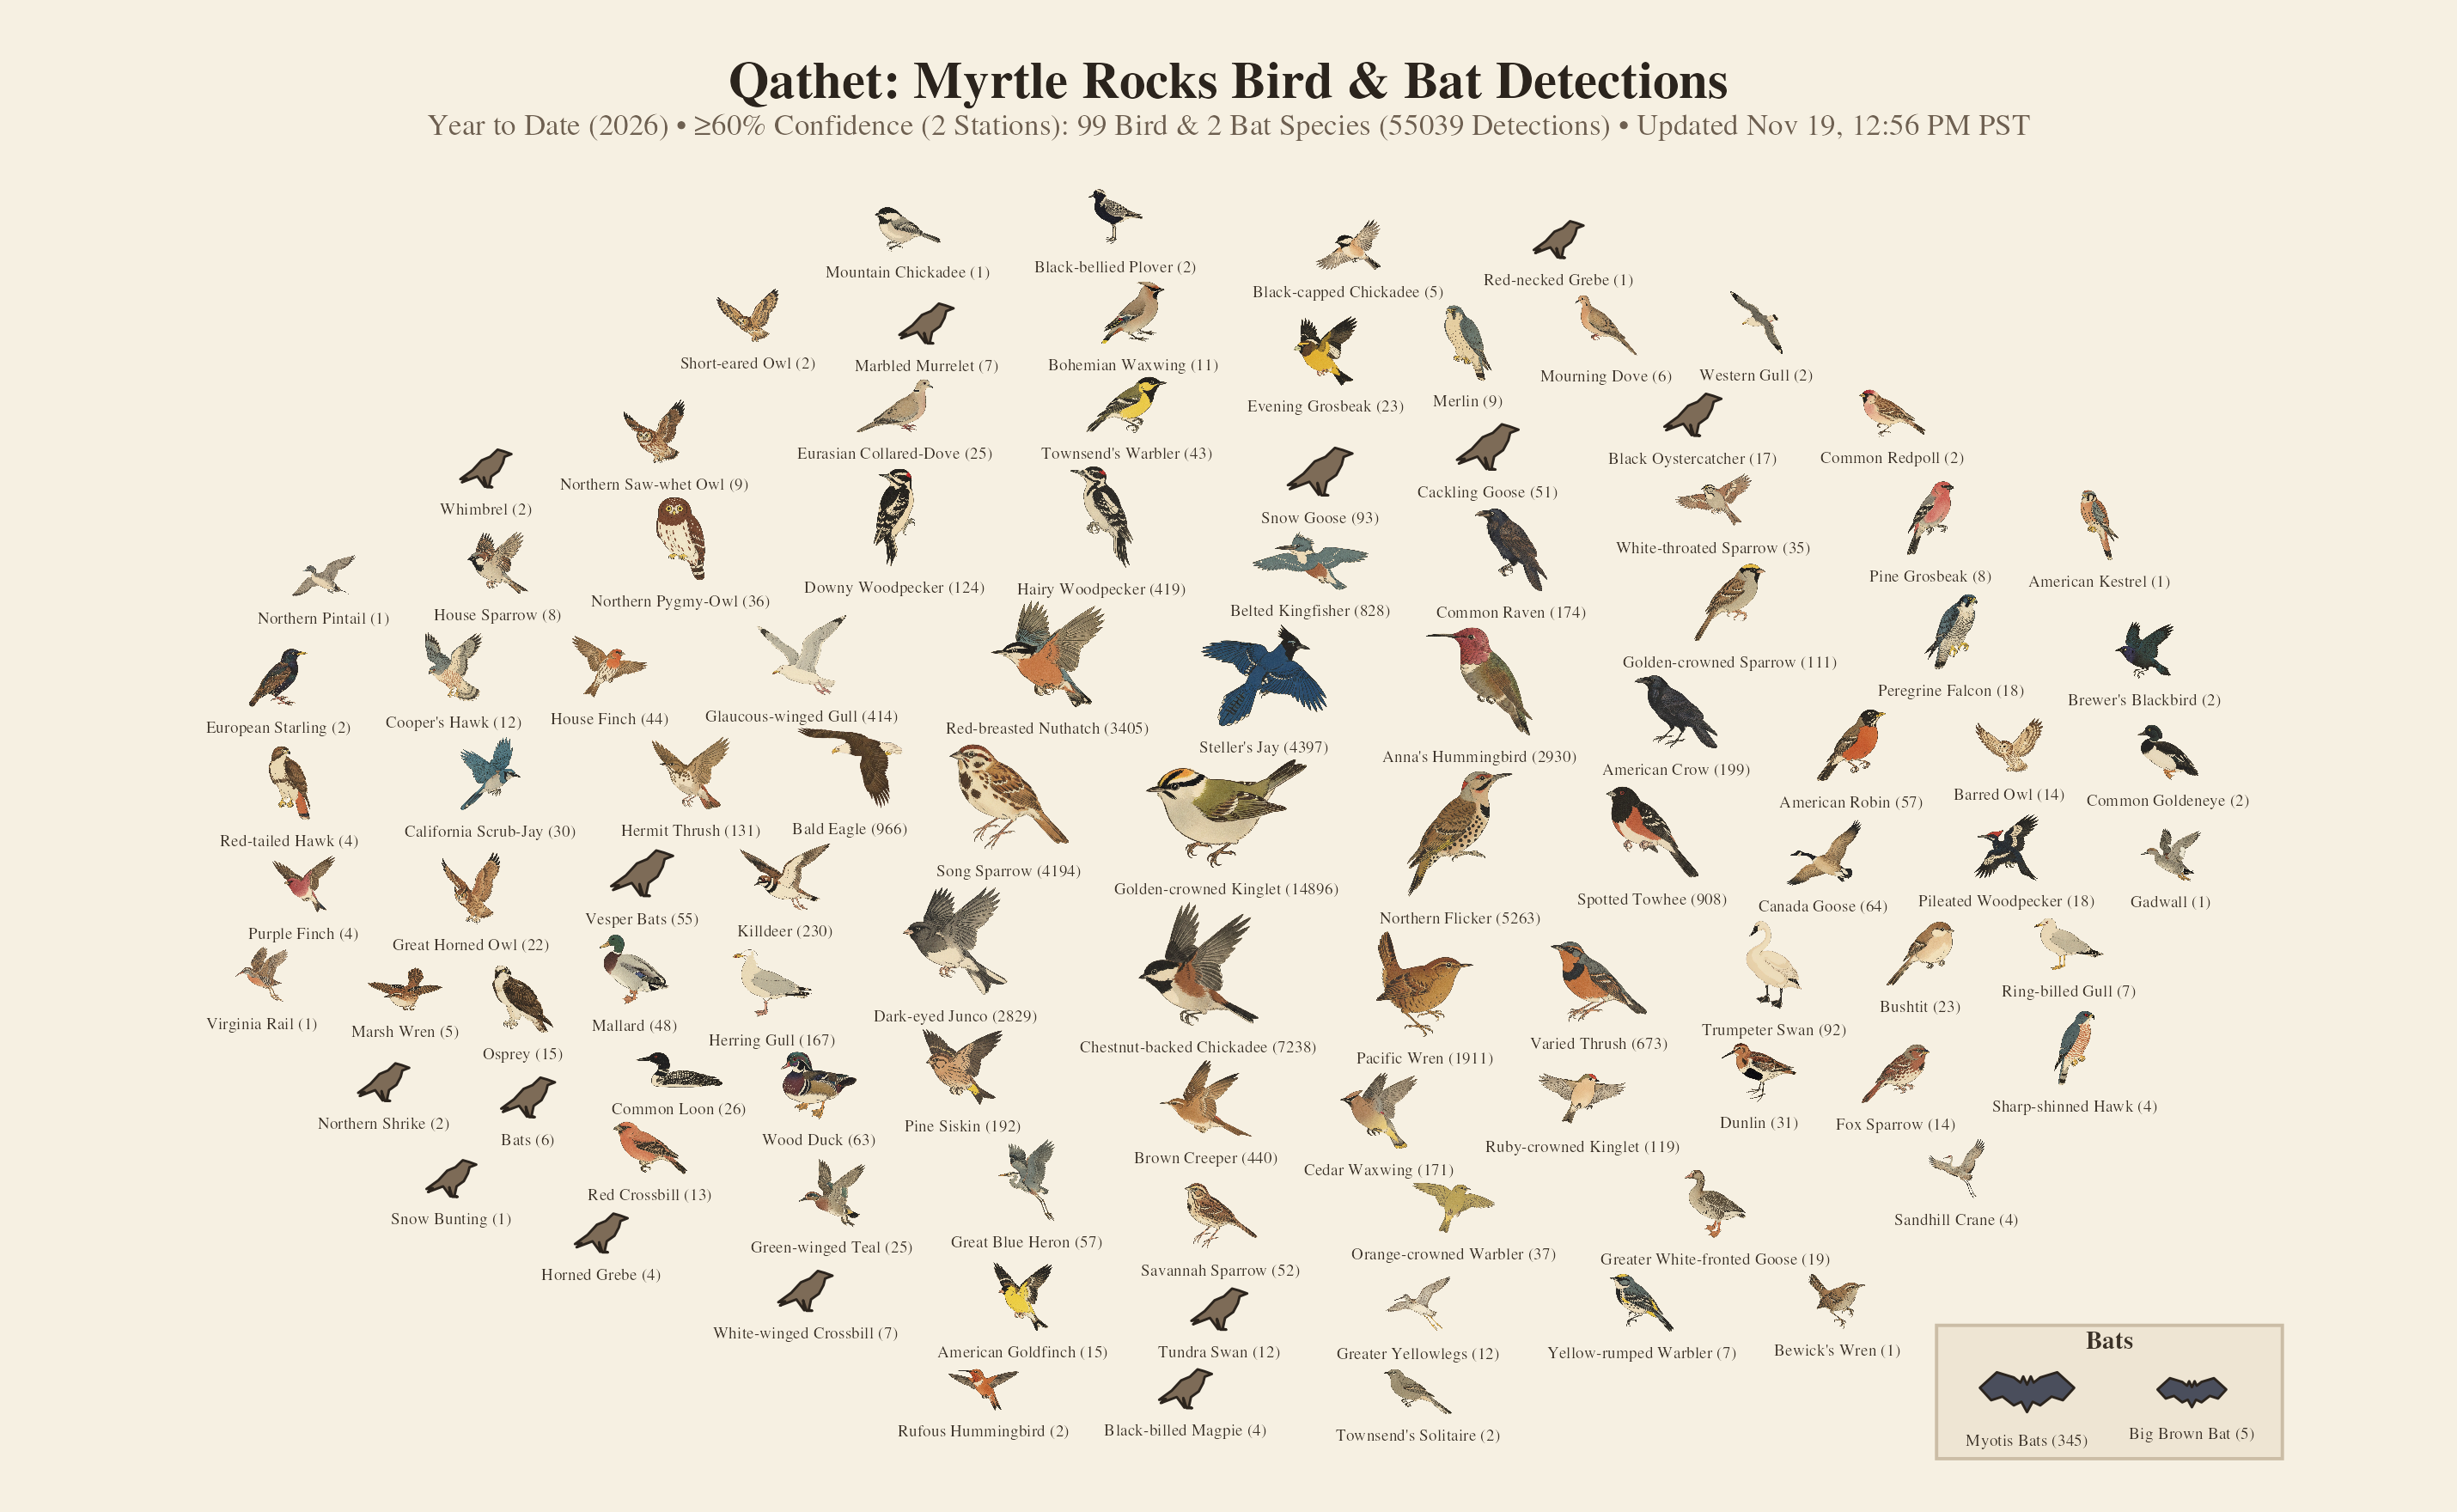 Qathet: Myrtle Rocks Bird & Bat Detections
Year to Date (2026) • ≥60% Confidence (2 Stations): 99 Bird & 2 Bat Species (55039 Detections) • Updated Nov 19, 12:56 PM PST
Mountain Chickadee (1)
Black-bellied Plover (2)
Black-capped Chickadee (5)
Red-necked Grebe (1)
Short-eared Owl (2)
Marbled Murrelet (7)
Bohemian Waxwing (11)
Evening Grosbeak (23)
Merlin (9)
Mourning Dove (6)
Western Gull (2)
Whimbrel (2)
Northern Saw-whet Owl (9)
Eurasian Collared-Dove (25)
Townsend's Warbler (43)
Snow Goose (93)
Cackling Goose (51)
Black Oystercatcher (17)
Common Redpoll (2)
Northern Pintail (1)
House Sparrow (8)
Northern Pygmy-Owl (36)
Downy Woodpecker (124)
Hairy Woodpecker (419)
Belted Kingfisher (828)
Common Raven (174)
White-throated Sparrow (35)
Pine Grosbeak (8)
American Kestrel (1)
European Starling (2)
Cooper's Hawk (12)
House Finch (44)
Glaucous-winged Gull (414)
Red-breasted Nuthatch (3405)
Steller's Jay (4397)
Anna's Hummingbird (2930)
Golden-crowned Sparrow (111)
Peregrine Falcon (18)
Brewer's Blackbird (2)
Red-tailed Hawk (4)
California Scrub-Jay (30)
Hermit Thrush (131)
Bald Eagle (966)
Song Sparrow (4194)
Golden-crowned Kinglet (14896)
Northern Flicker (5263)
American Crow (199)
American Robin (57)
Barred Owl (14)
Common Goldeneye (2)
Purple Finch (4)
Great Horned Owl (22)
Vesper Bats (55)
Killdeer (230)
Spotted Towhee (908)
Canada Goose (64)
Pileated Woodpecker (18)
Gadwall (1)
Virginia Rail (1)
Marsh Wren (5)
Osprey (15)
Mallard (48)
Herring Gull (167)
Dark-eyed Junco (2829)
Chestnut-backed Chickadee (7238)
Pacific Wren (1911)
Varied Thrush (673)
Trumpeter Swan (92)
Bushtit (23)
Ring-billed Gull (7)
Northern Shrike (2)
Bats (6)
Common Loon (26)
Wood Duck (63)
Pine Siskin (192)
Brown Creeper (440)
Cedar Waxwing (171)
Ruby-crowned Kinglet (119)
Dunlin (31)
Fox Sparrow (14)
Sharp-shinned Hawk (4)
Snow Bunting (1)
Red Crossbill (13)
Horned Grebe (4)
Green-winged Teal (25)
Great Blue Heron (57)
Savannah Sparrow (52)
Orange-crowned Warbler (37)
Greater White-fronted Goose (19)
Sandhill Crane (4)
White-winged Crossbill (7)
American Goldfinch (15)
Tundra Swan (12)
Greater Yellowlegs (12)
Yellow-rumped Warbler (7)
Bewick's Wren (1)
Rufous Hummingbird (2)
Black-billed Magpie (4)
Townsend's Solitaire (2)
Bats
Myotis Bats (345)
Big Brown Bat (5)